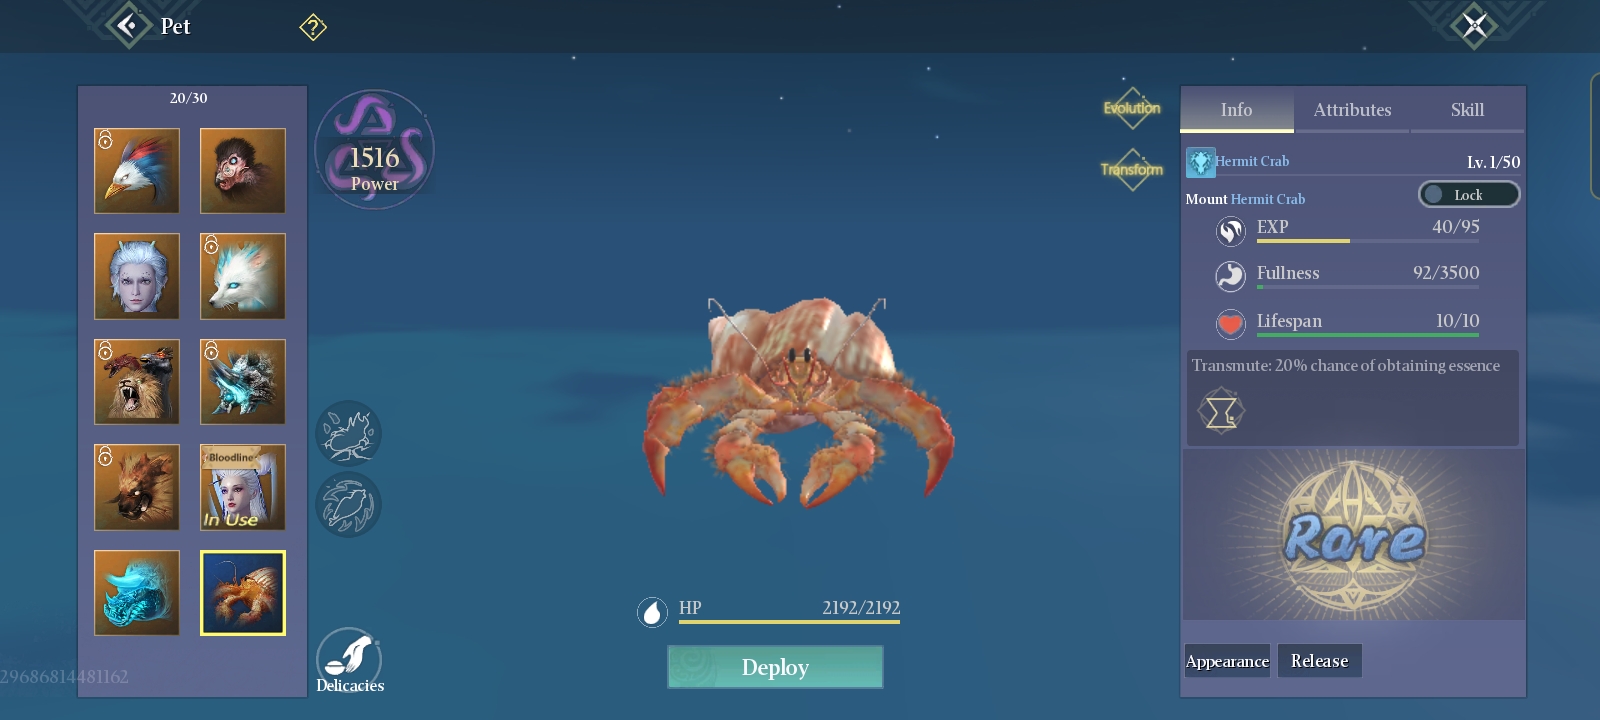 Pet
?
20/30
1516
Power
Evolution
Transform
Info
Attributes
Skill
Hermit Crab
Lv. 1/50
Mount Hermit Crab
Lock
EXP
40/95
Fullness
92/3500
Lifespan
10/10
Transmute: 20% chance of obtaining essence
Rare
Bloodline
In Use
HP
2192/2192
Deploy
Appearance
Release
Delicacies
29686814481162